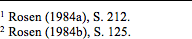 ¹ Rosen (1984a), S. 212.
² Rosen (1984b), S. 125.